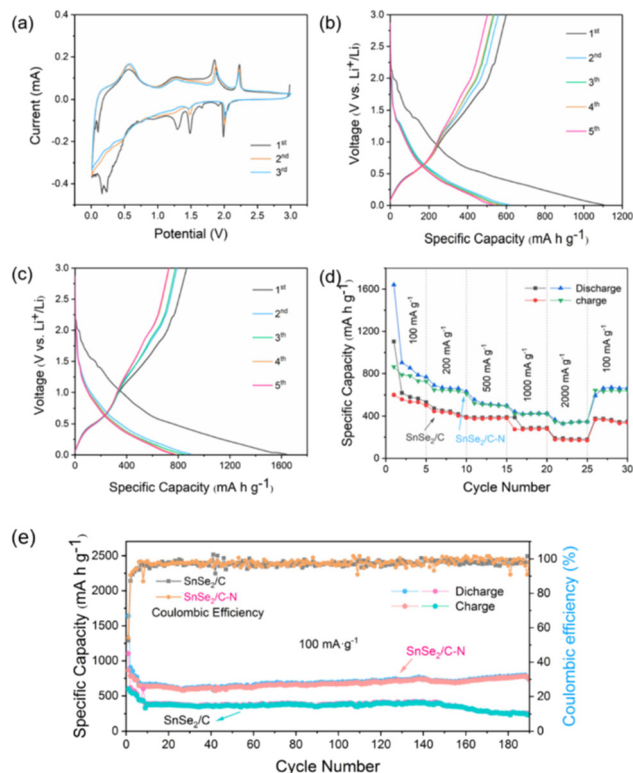 (a)
Current (mA)
0.4
0.2
0.0
-0.2
-0.4
1st
2nd
3rd
0.0 0.5 1.0 1.5 2.0 2.5 3.0
Potential (V)
(b)
Voltage (V vs. Li+/Li)
3.0
2.5
2.0
1.5
1.0
0.5
0.0
1st
2nd
3th
4th
5th
0 200 400 600 800 1000 1200
Specific Capacity (mA h g-1)
(c)
Voltage (V vs. Li+/Li)
3.0
2.5
2.0
1.5
1.0
0.5
0.0
1st
2nd
3th
4th
5th
0 400 800 1200 1600
Specific Capacity (mA h g-1)
(d)
Specific Capacity (mA h g-1)
1600
1200
800
400
0
Discharge
charge
100 mA g-1
200 mA g-1
500 mA g-1
1000 mA g-1
2000 mA g-1
100 mA g-1
SnSe2/C
SnSe2/C-N
0 5 10 15 20 25 30
Cycle Number
(e)
Specific Capacity (mA h g-1)
2500
2000
1500
1000
500
0
SnSe2/C
SnSe2/C-N
Coulombic Efficiency
Dicharge
Charge
100 mA·g-1
SnSe2/C-N
SnSe2/C
100
80
60
40
20
0
Coulombic efficiency (%)
0 20 40 60 80 100 120 140 160 180
Cycle Number